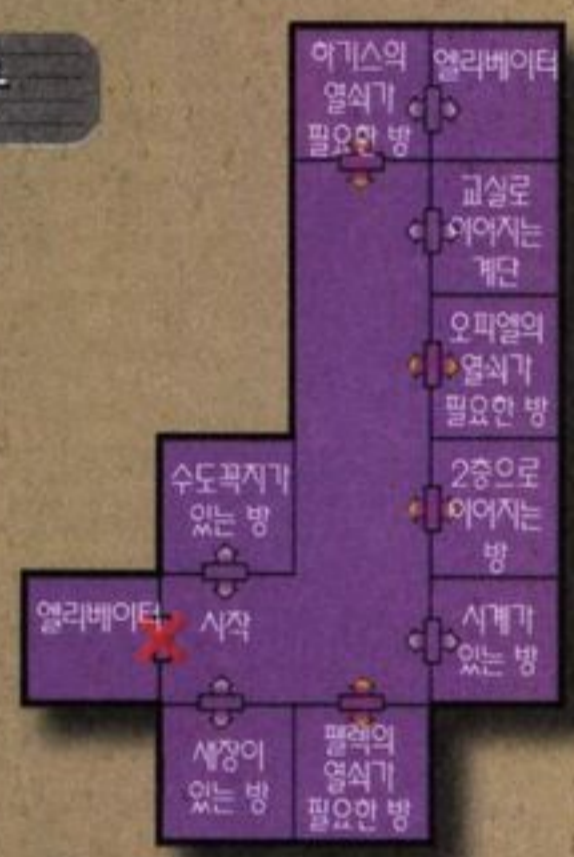 하기스의
열쇠가
필요한 방
엘리베이터
교실로
이어지는
계단
오피엘의
열쇠가
필요한 방
수도꼭지가
있는 방
2층으로
이어지는
방
엘리베이터
시작
시계가
있는 방
새장이
있는 방
펠렉의
열쇠가
필요한 방